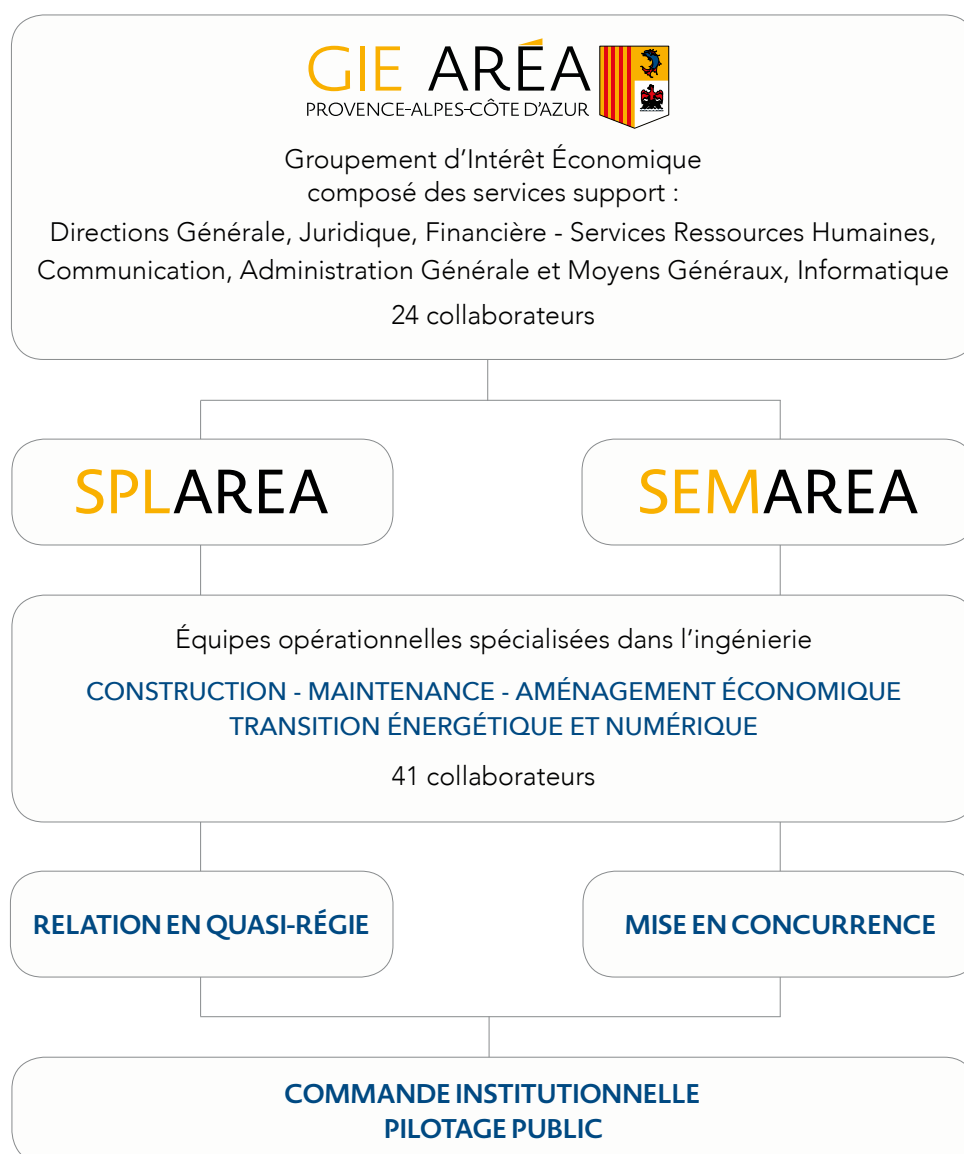 GIE ARÉA
PROVENCE-ALPES-CÔTE D'AZUR
Groupement d'Intérêt Économique
composé des services support :
Directions Générale, Juridique, Financière - Services Ressources Humaines,
Communication, Administration Générale et Moyens Généraux, Informatique
24 collaborateurs
SPLAREA
SEMAREA
Équipes opérationnelles spécialisées dans l'ingénierie
CONSTRUCTION - MAINTENANCE - AMÉNAGEMENT ÉCONOMIQUE
TRANSITION ÉNERGÉTIQUE ET NUMÉRIQUE
41 collaborateurs
RELATION EN QUASI-RÉGIE
MISE EN CONCURRENCE
COMMANDE INSTITUTIONNELLE
PILOTAGE PUBLIC